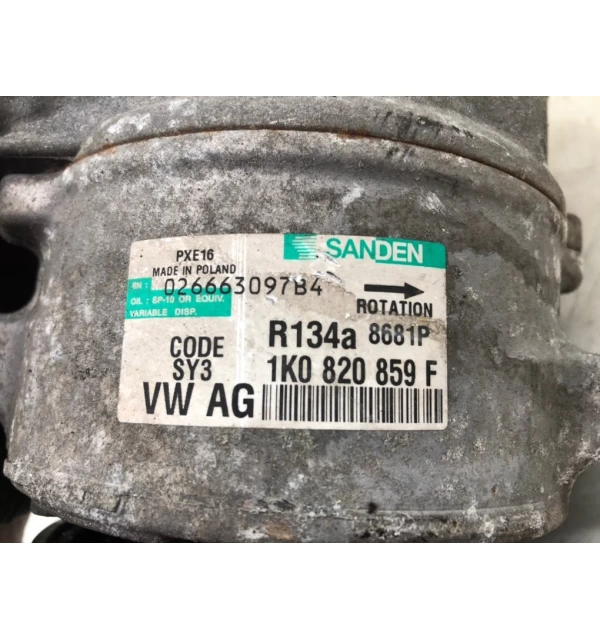 SANDEN
PXE16
MADE IN POLAND
SN : 026663097B4
OIL : SP-10 OR EQUIV.
VARIABLE DISP.
ROTATION
R134a 8681P
CODE
SY3
1K0 820 859 F
VW AG